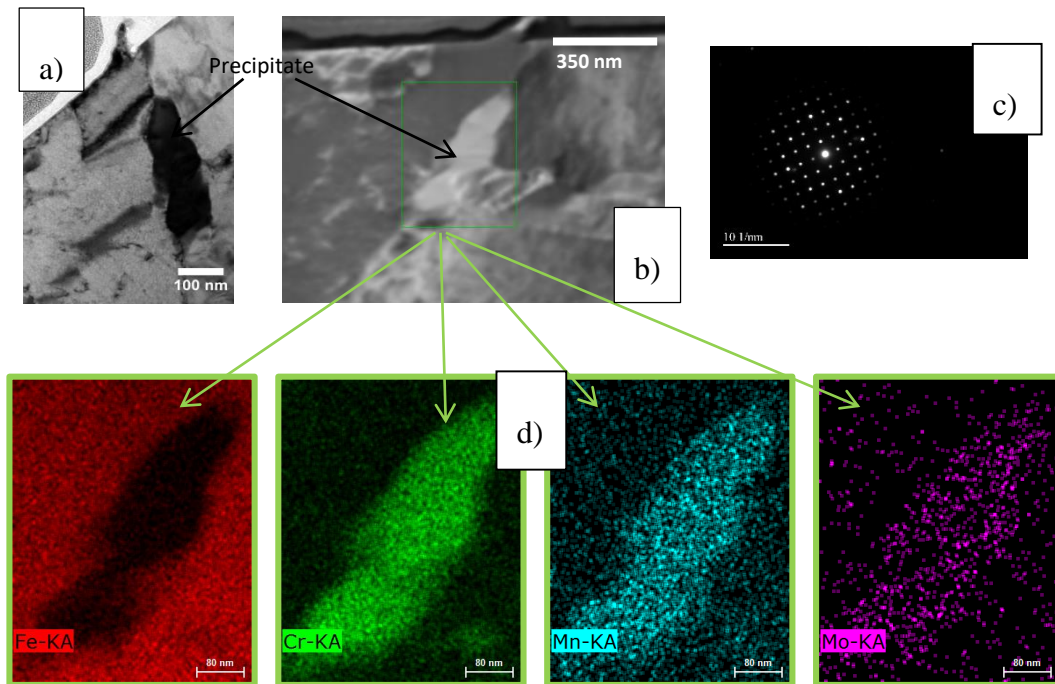 a)
Precipitate
100 nm
350 nm
b)
c)
10 1/nm
d)
Fe-KA
80 nm
Cr-KA
80 nm
Mn-KA
80 nm
Mo-KA
80 nm